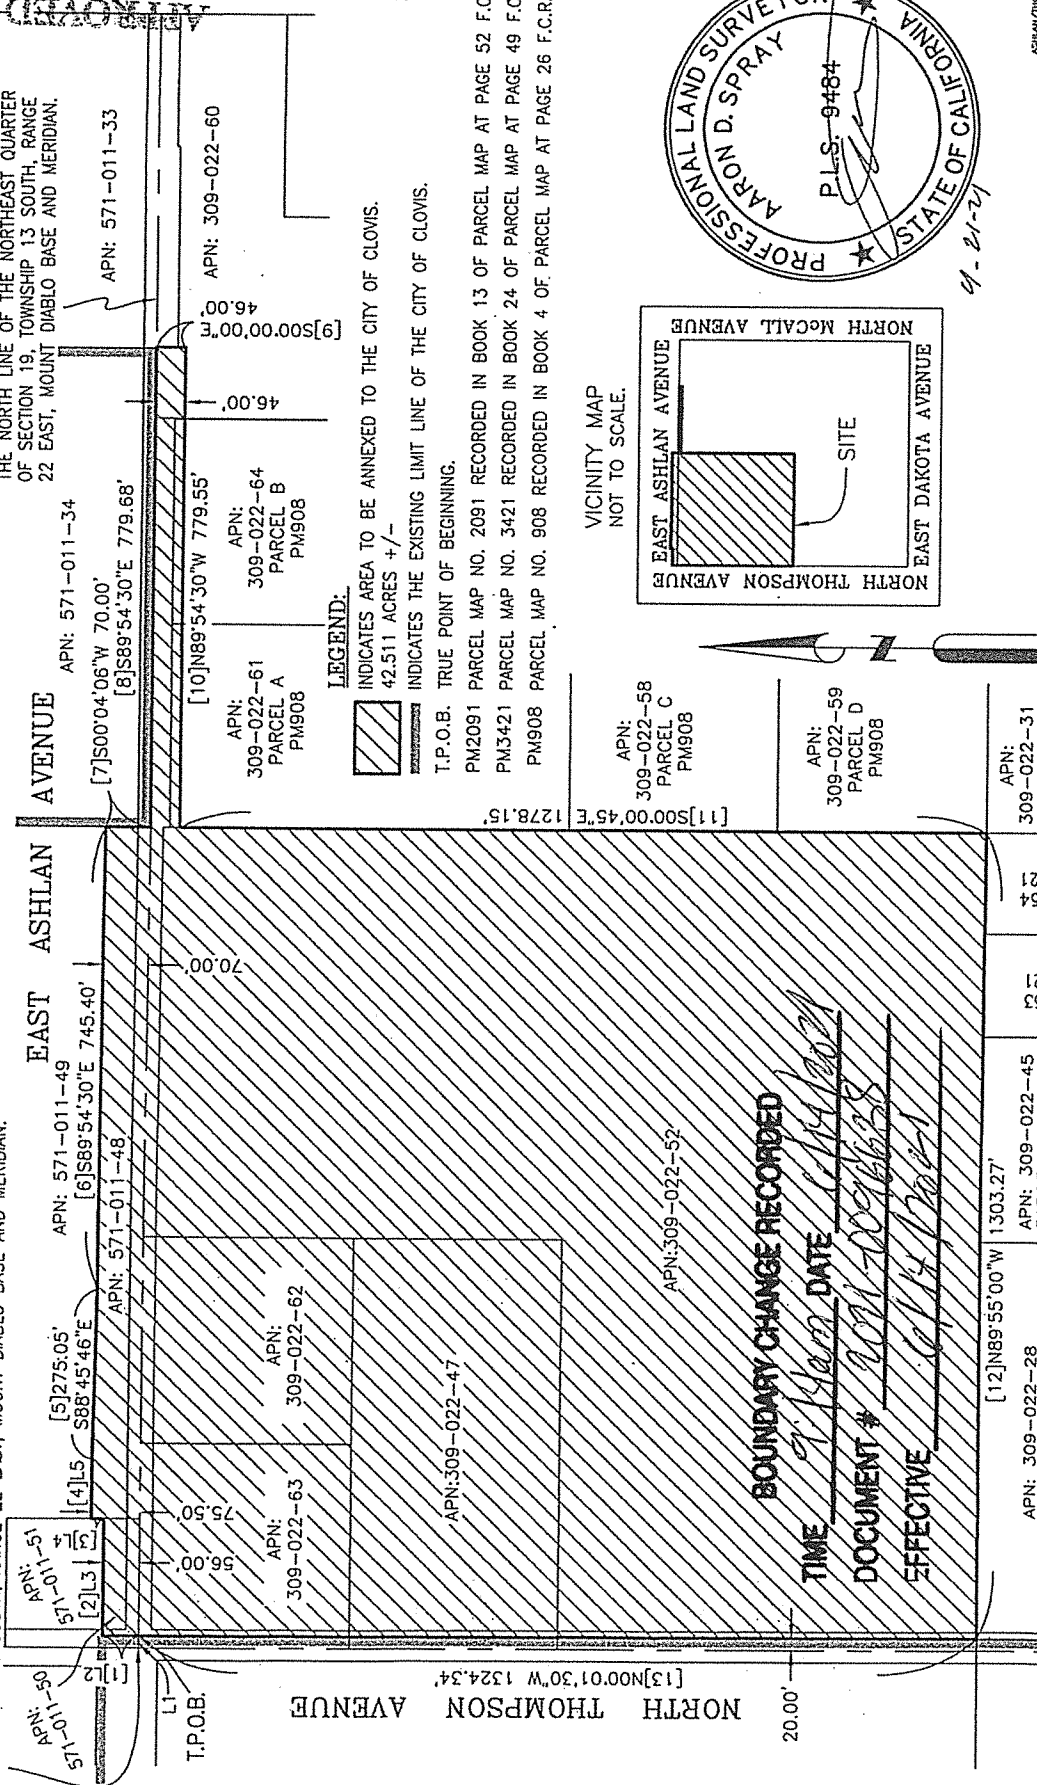 APPROVED
THE NORTH LINE OF THE NORTHEAST QUARTER
OF SECTION 19, TOWNSHIP 13 SOUTH, RANGE
22 EAST, MOUNT DIABLO BASE AND MERIDIAN.
APN: 571-011-33
APN: 309-022-60
[9]S00°00'00"E
46.00'
46.00'
EAST ASHLAN AVENUE
APN: 571-011-34
[7]S00°04'06"W 70.00'
[8]S89°54'30"E 779.68'
[10]N89°54'30"W 779.55'
APN:
309-022-61
PARCEL A
PM908
APN:
309-022-64
PARCEL B
PM908
APN:
571-011-50
APN:
571-011-51
[1]L2
[2]L3
[3]L4
[4]L5
[5]275.05'
S88°45'46"E
APN: 571-011-49
[6]S89°54'30"E 745.40'
APN: 571-011-48
L1
T.P.O.B.
56.00'
75.50'
70.00'
APN:
309-022-63
APN:
309-022-62
APN:309-022-47
APN:309-022-52
NORTH THOMPSON AVENUE
[13]N00°01'30"W 1324.34'
20.00'
[11]S00°00'45"E 1278.15'
[12]N89°55'00"W 1303.27'
APN:
309-022-58
PARCEL C
PM908
APN:
309-022-59
PARCEL D
PM908
APN: 309-022-28
APN: 309-022-45
APN:
309-022-31
BOUNDARY CHANGE RECORDED
TIME 9:14am DATE
DOCUMENT #
EFFECTIVE
LEGEND:
INDICATES AREA TO BE ANNEXED TO THE CITY OF CLOVIS.
42.511 ACRES +/-
INDICATES THE EXISTING LIMIT LINE OF THE CITY OF CLOVIS.
T.P.O.B. TRUE POINT OF BEGINNING.
PM2091 PARCEL MAP NO. 2091 RECORDED IN BOOK 13 OF PARCEL MAP AT PAGE 52
PM3421 PARCEL MAP NO. 3421 RECORDED IN BOOK 24 OF PARCEL MAP AT PAGE 49
PM908 PARCEL MAP NO. 908 RECORDED IN BOOK 4 OF PARCEL MAP AT PAGE 26 F.C.R.
VICINITY MAP
NOT TO SCALE.
EAST ASHLAN AVENUE
NORTH THOMPSON AVENUE
NORTH McCALL AVENUE
EAST DAKOTA AVENUE
SITE
N
PROFESSIONAL LAND SURVEYOR
AARON D. SPRAY
P.L.S. 9484
STATE OF CALIFORNIA